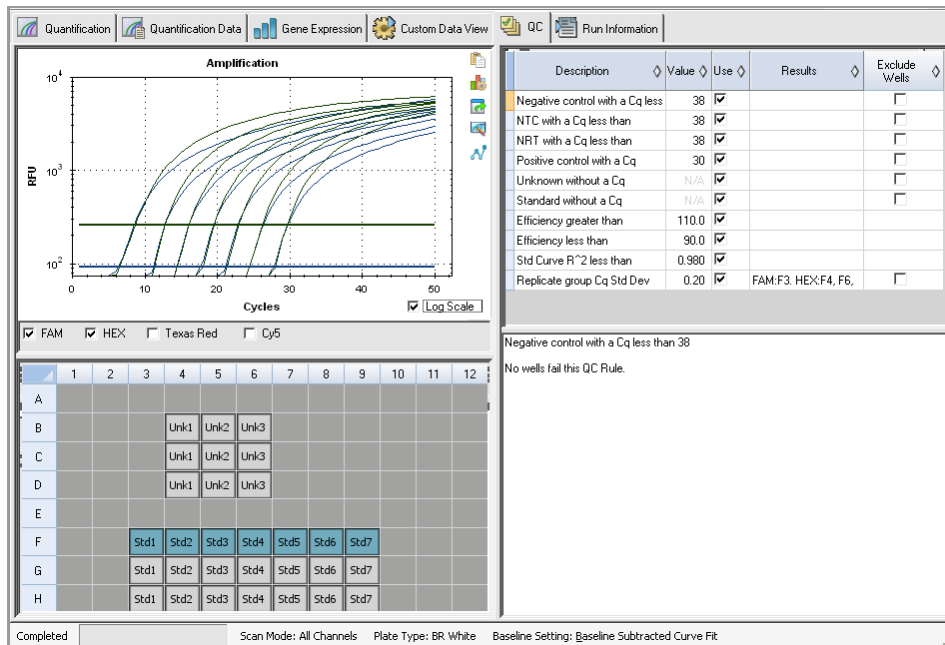 Quantification Quantification Data Gene Expression Custom Data View QC Run Information
Amplification
10^4
10^3
10^2
RFU
0 10 20 30 40 50
Cycles
Log Scale
FAM HEX Texas Red Cy5
1 2 3 4 5 6 7 8 9 10 11 12
A
B Unk1 Unk2 Unk3
C Unk1 Unk2 Unk3
D Unk1 Unk2 Unk3
E
F Std1 Std2 Std3 Std4 Std5 Std6 Std7
G Std1 Std2 Std3 Std4 Std5 Std6 Std7
H Std1 Std2 Std3 Std4 Std5 Std6 Std7
Description Value Use Results Exclude Wells
Negative control with a Cq less 38
NTC with a Cq less than 38
NRT with a Cq less than 38
Positive control with a Cq 30
Unknown without a Cq N/A
Standard without a Cq N/A
Efficiency greater than 110.0
Efficiency less than 90.0
Std Curve R^2 less than 0.980
Replicate group Cq Std Dev 0.20 FAM:F3. HEX:F4, F6,
Negative control with a Cq less than 38
No wells fail this QC Rule.
Completed Scan Mode: All Channels Plate Type: BR White Baseline Setting: Baseline Subtracted Curve Fit